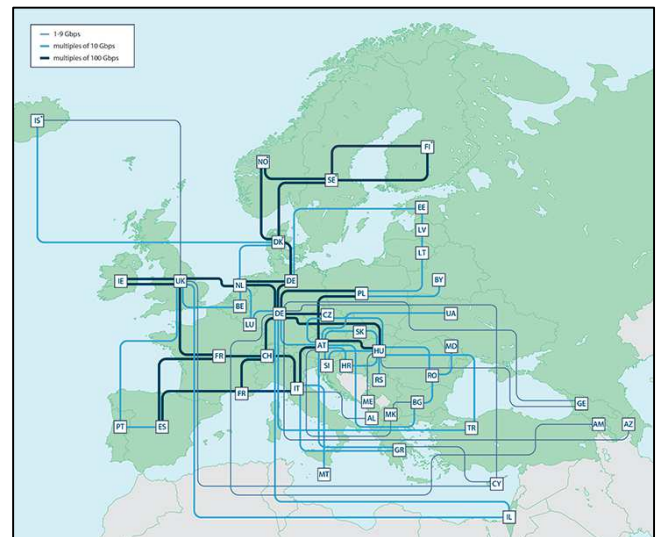 1-9 Gbps
multiples of 10 Gbps
multiples of 100 Gbps
IS*
NO
FI
SE
EE
LV
DK
LT
IE
UK
NL
DE
PL
BY
BE
LU
DE
CZ
UA
SK
AT
HU
MD
FR
CH
SI
HR
RS
RO
FR
IT
ME
MK
BG
GE
AL
PT
ES
TR
AM
AZ
GR
MT
CY
IL